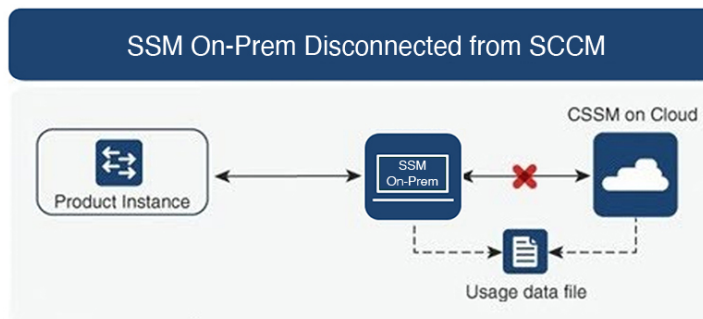 SSM On-Prem Disconnected from SCCM
CSSM on Cloud
SSM
On-Prem
Product Instance
Usage data file